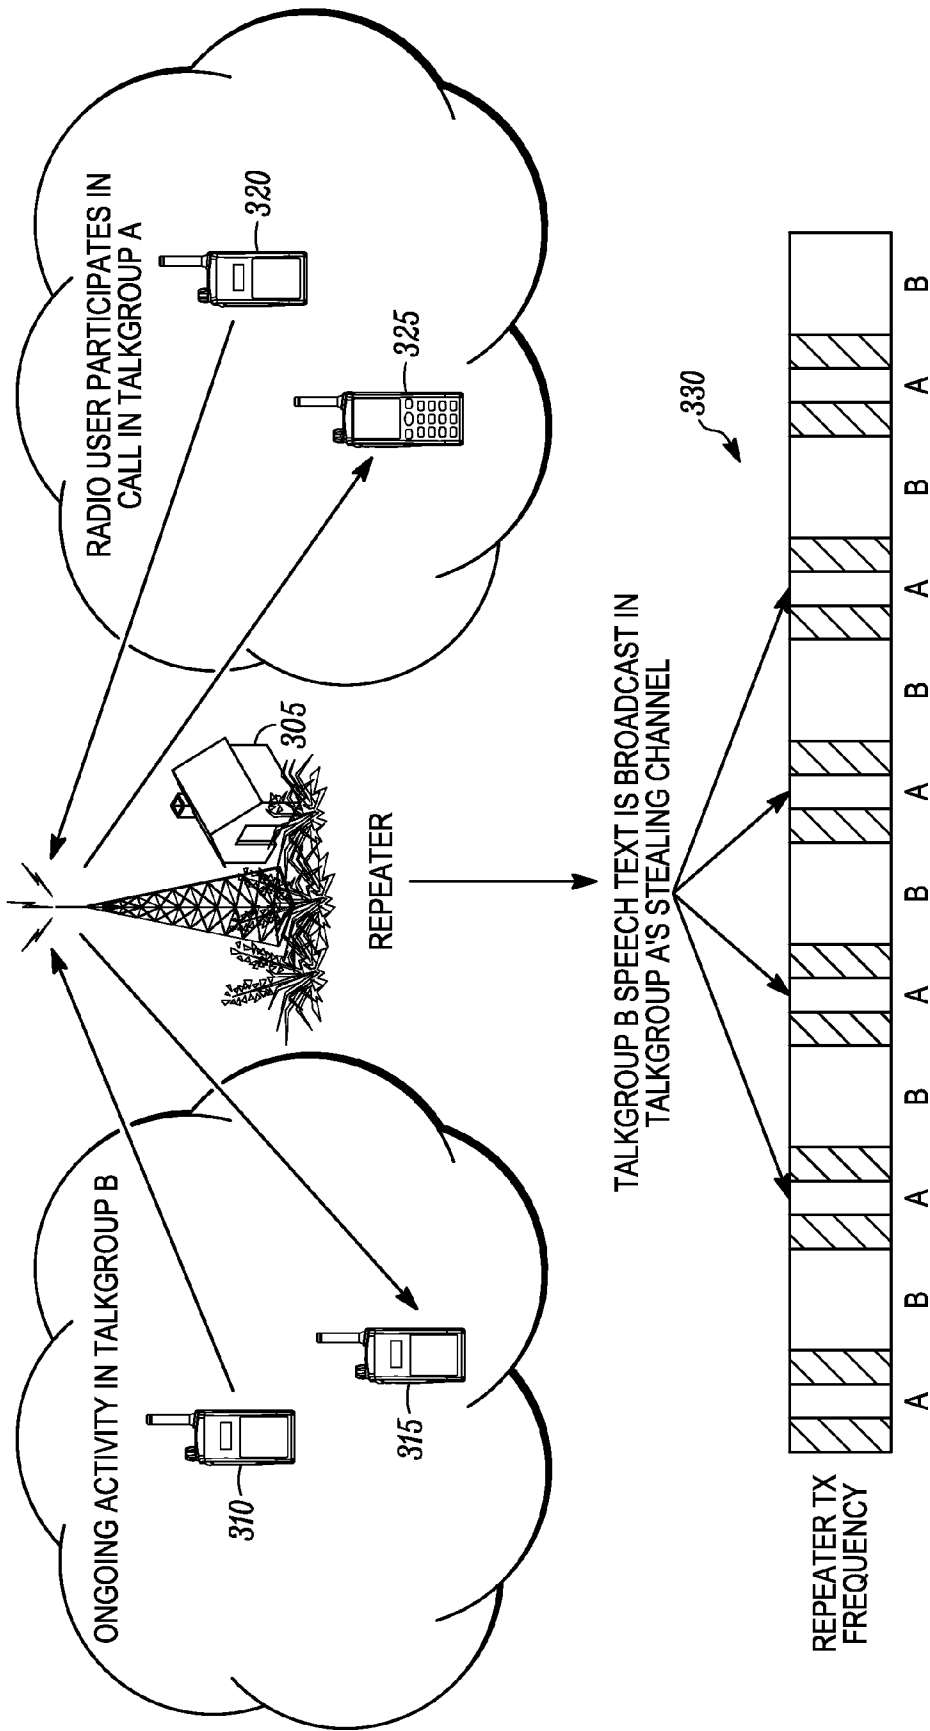 ONGOING ACTIVITY IN TALKGROUP B
310
315
305
REPEATER
RADIO USER PARTICIPATES IN
CALL IN TALKGROUP A
320
325
TALKGROUP B SPEECH TEXT IS BROADCAST IN
TALKGROUP A'S STEALING CHANNEL
330
REPEATER TX
FREQUENCY
A B A B A B A B A B A B